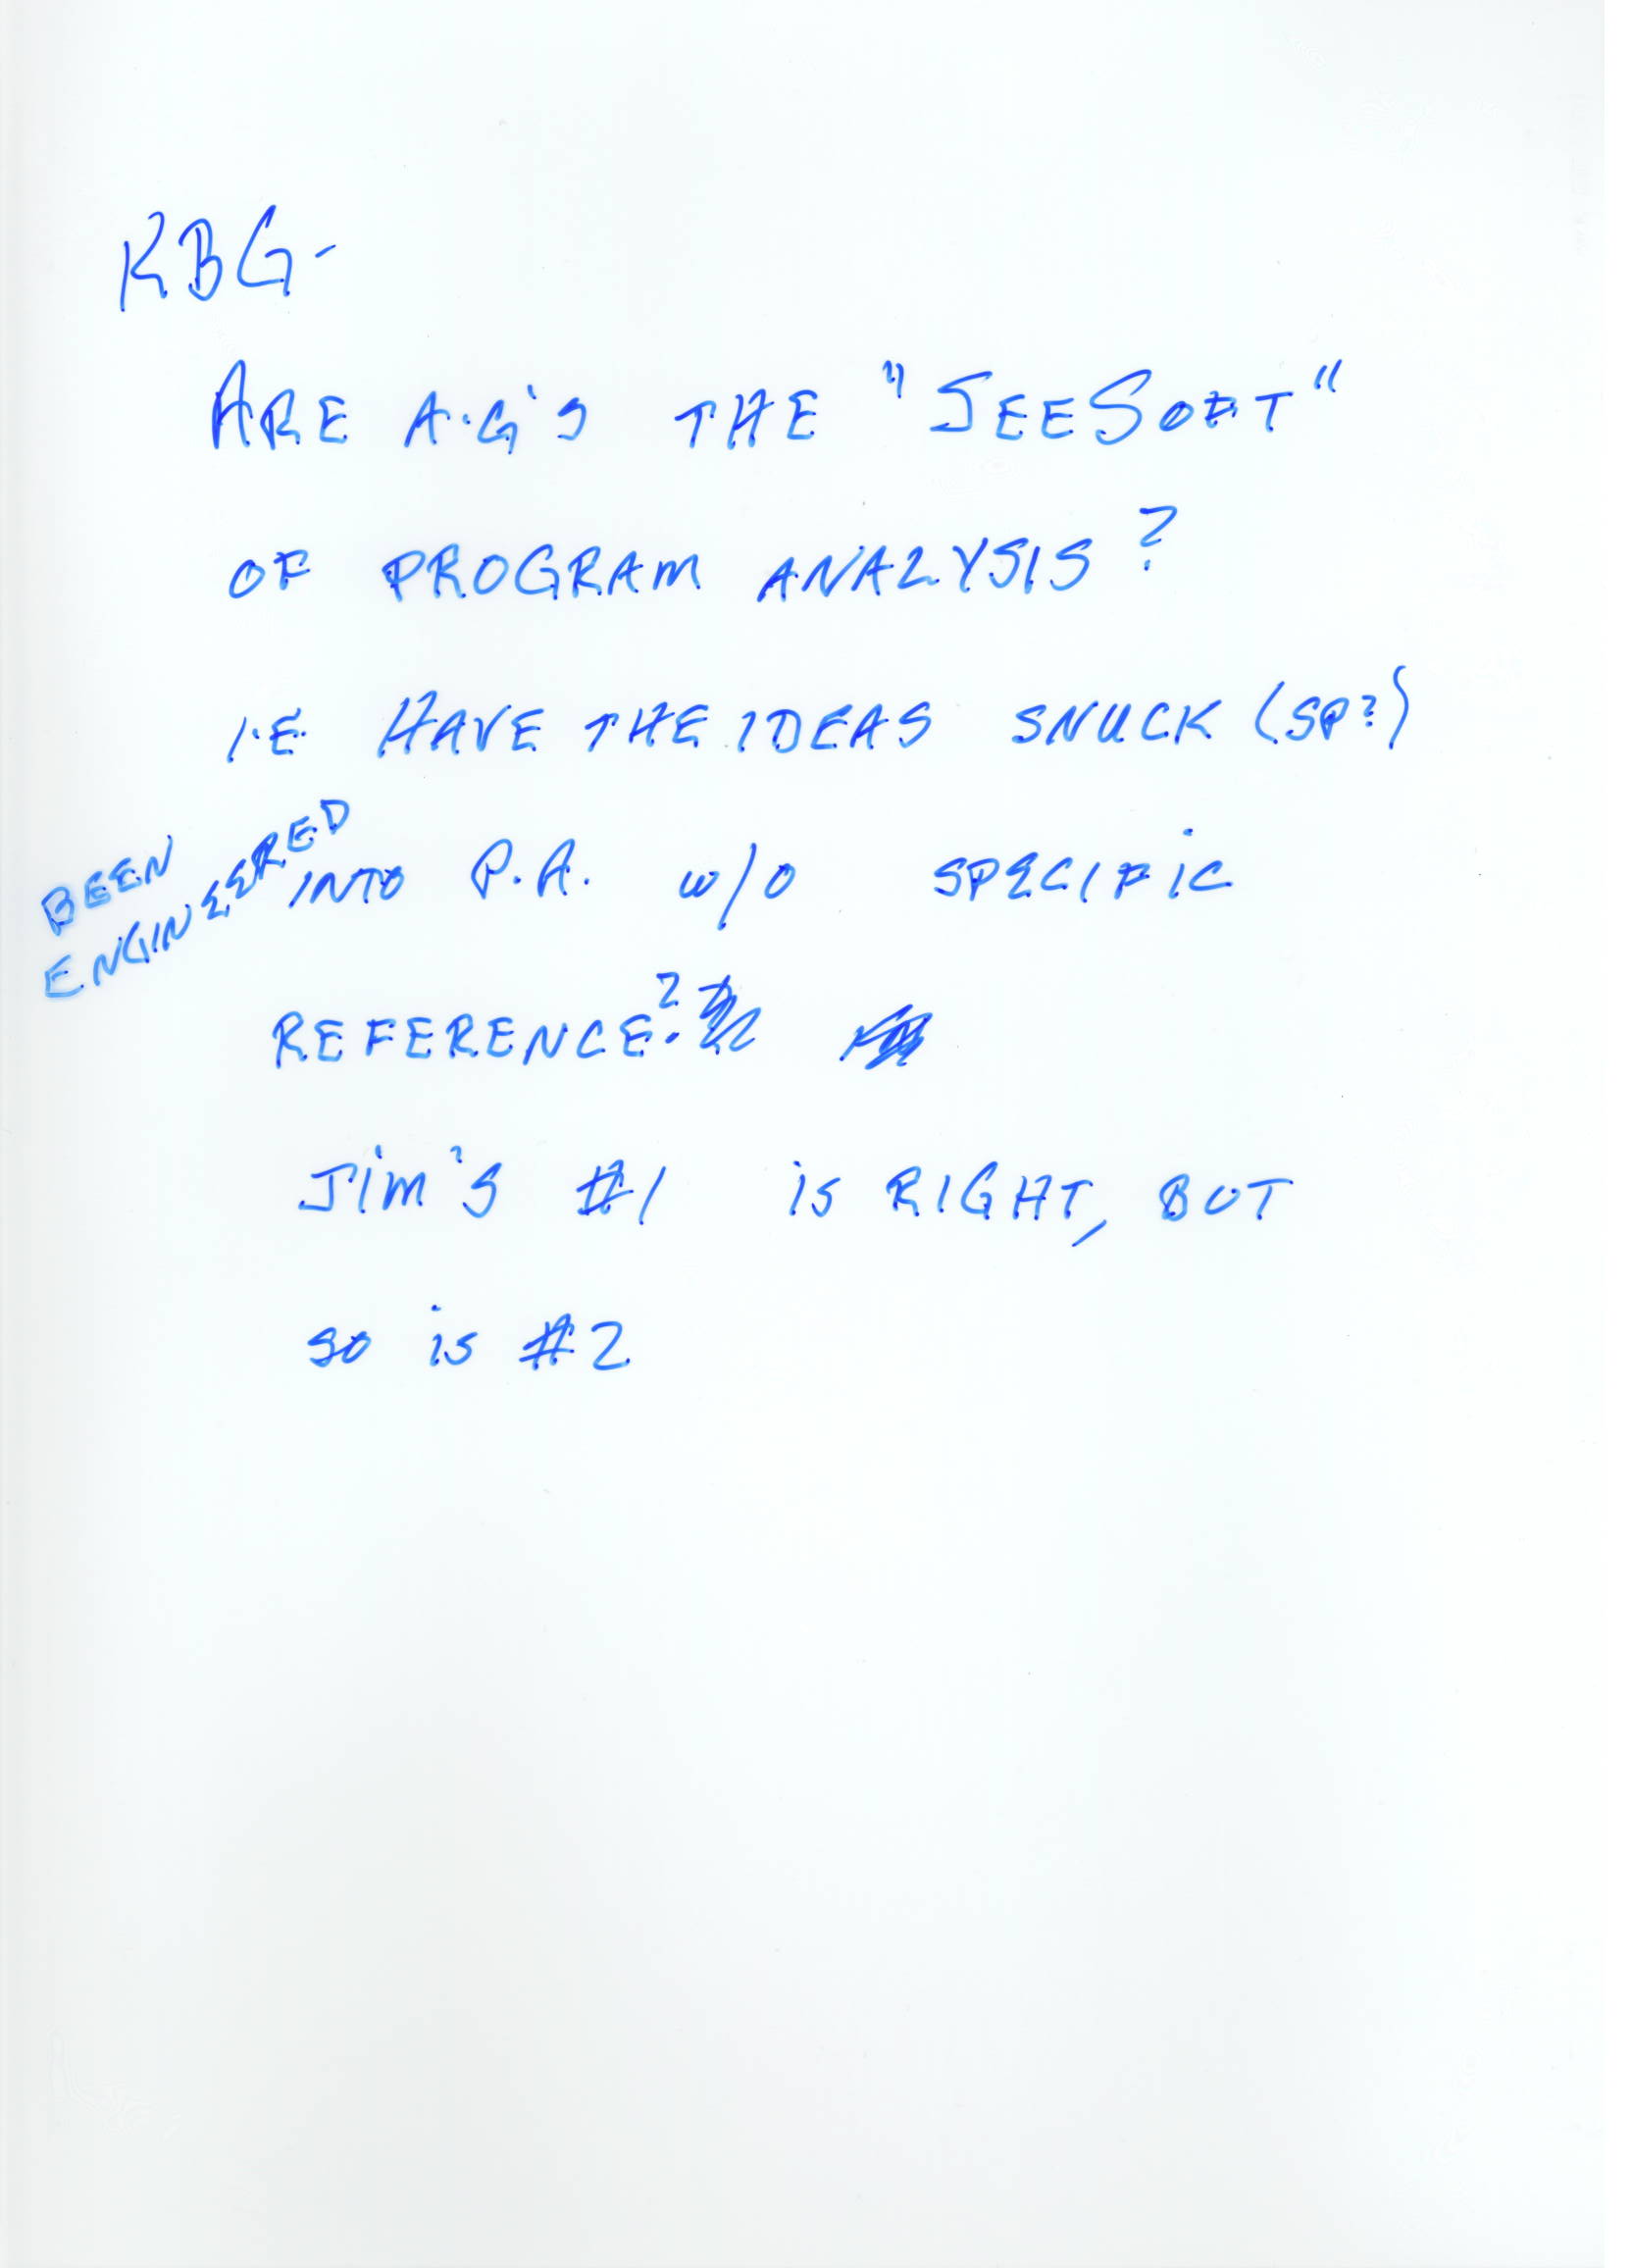 KBG-
ARE A.G'S THE "SEESOFT"
OF PROGRAM ANALYSIS?
I.E. HAVE THE IDEAS SNUCK (SP?)
BEEN
ENGINEERED
INTO P.A. W/O SPECIFIC
REFERENCE?
JIM'S #1 IS RIGHT, BUT
SO IS #2